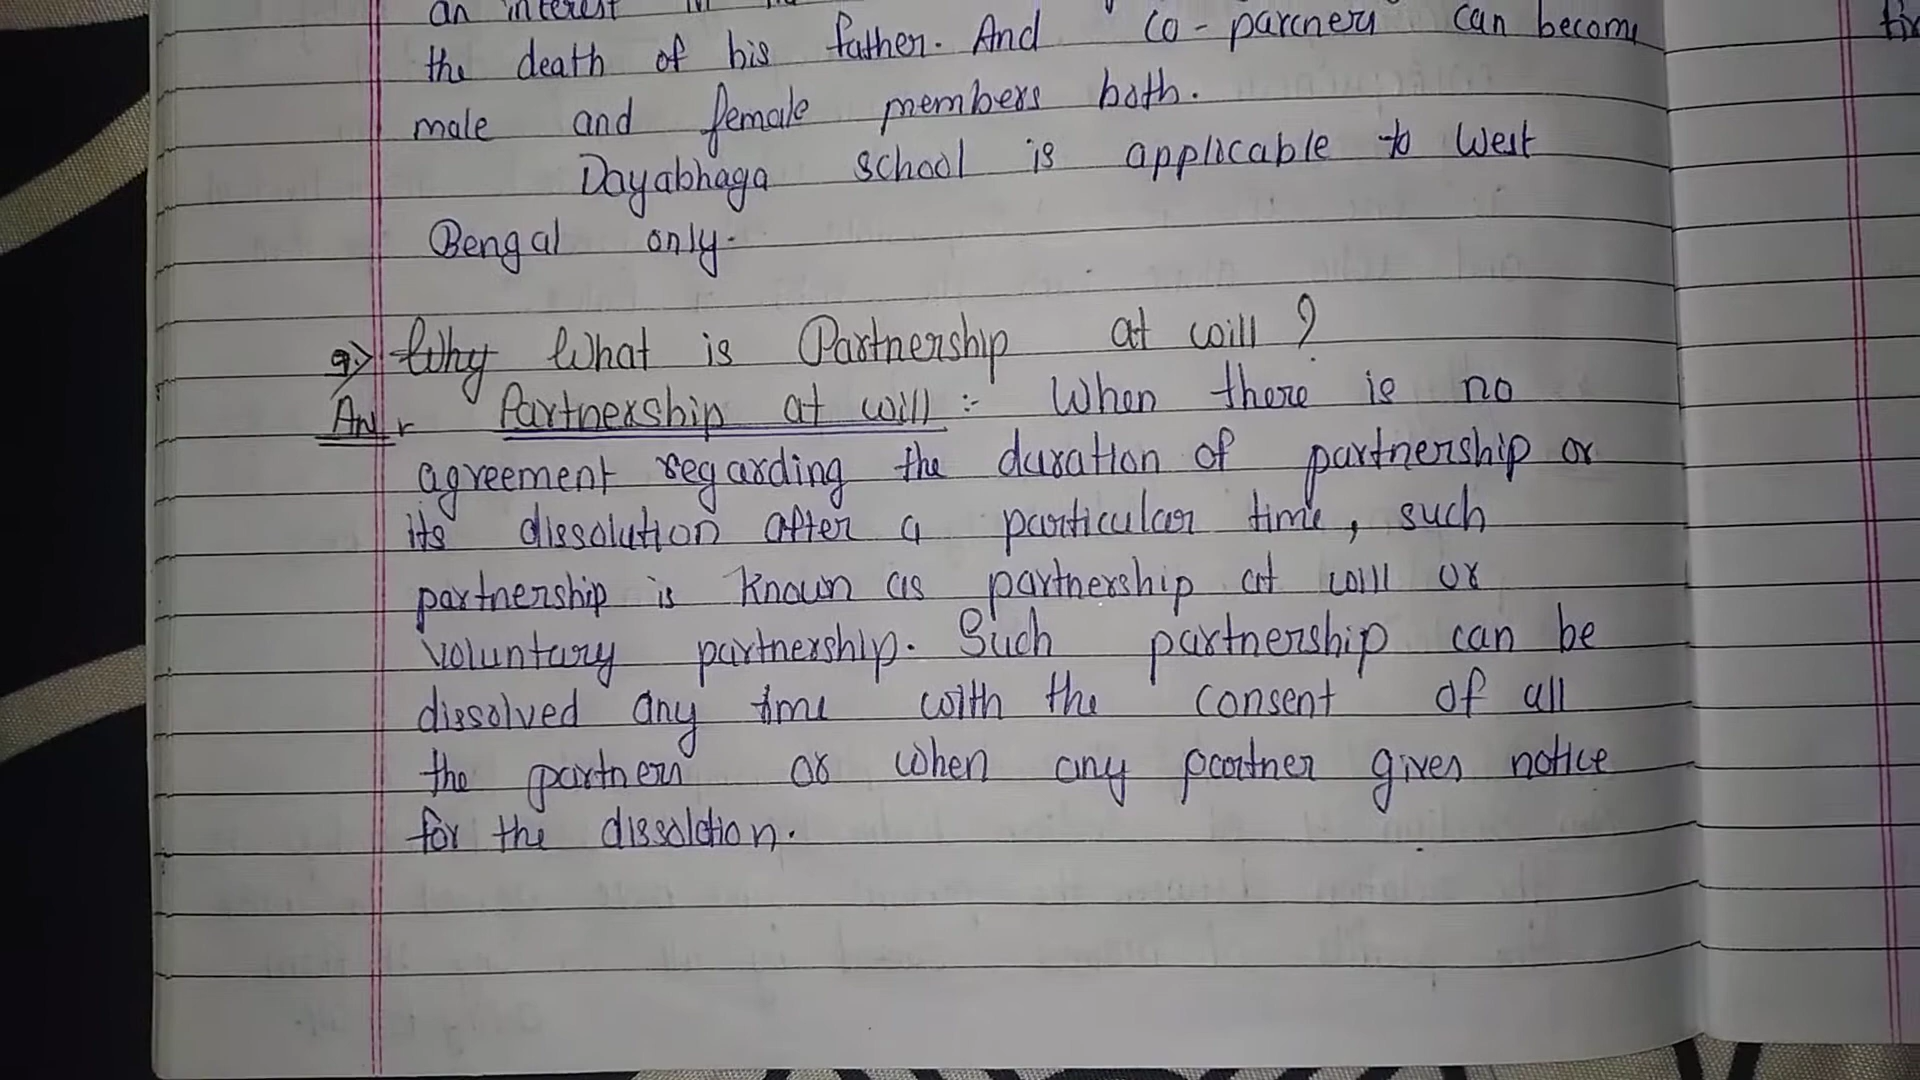 an interest
the death of his father. And co-parcners can become
male and female members both.
Dayabhaga school is applicable to West
Bengal only.
9) Why What is Partnership at will ?
Ans Partnership at will :- When there is no
agreement regarding the duration of partnership or
its dissolution after a particular time, such
partnership is known as partnership at will or
voluntary partnership. Such partnership can be
dissolved any time with the consent of all
the partners or when any partner gives notice
for the dissolution.